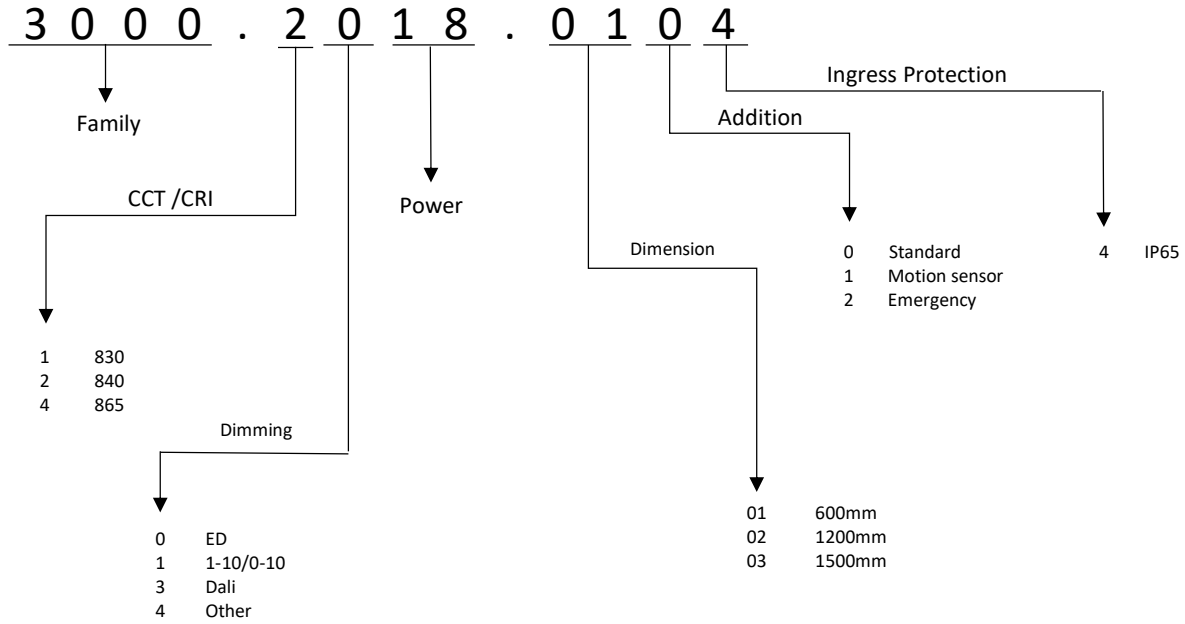 3 0 0 0 . 2 0 1 8 . 0 1 0 4
Ingress Protection
Addition
Family
CCT /CRI
Power
Dimension
0 Standard
1 Motion sensor
2 Emergency
4 IP65
1 830
2 840
4 865
Dimming
01 600mm
02 1200mm
03 1500mm
0 ED
1 1-10/0-10
3 Dali
4 Other